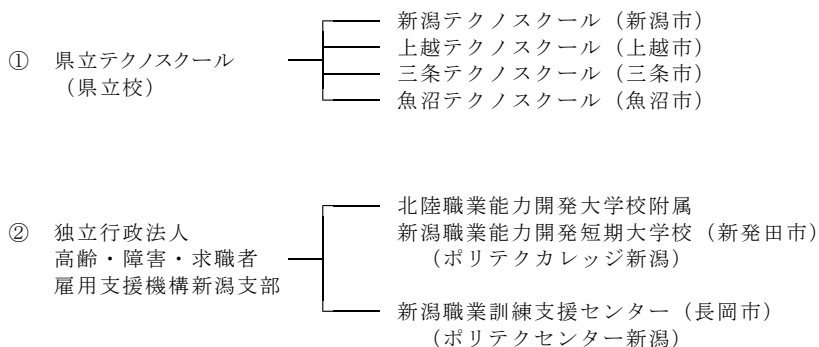 新潟テクノスクール（新潟市）
① 県立テクノスクール
（県立校）
上越テクノスクール（上越市）
三条テクノスクール（三条市）
魚沼テクノスクール（魚沼市）
② 独立行政法人
高齢・障害・求職者
雇用支援機構新潟支部
北陸職業能力開発大学校附属
新潟職業能力開発短期大学校（新発田市）
（ポリテクカレッジ新潟）
新潟職業訓練支援センター（長岡市）
（ポリテクセンター新潟）